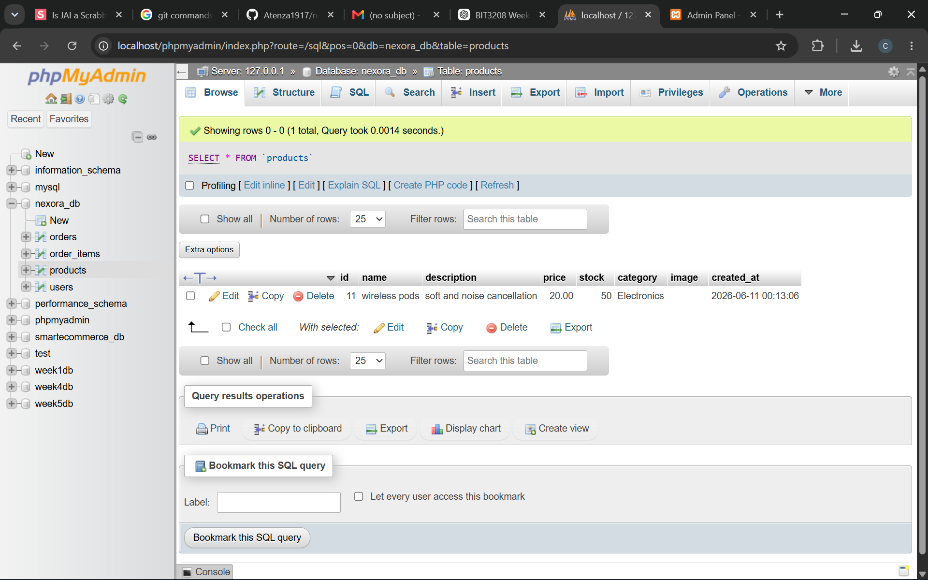 Is JAI a Scrabb
git command
Atenza1917/n
(no subject) -
BIT3208 Week
localhost / 12
Admin Panel -
localhost/phpmyadmin/index.php?route=/sql&pos=0&db=nexora_db&table=products
C
phpMyAdmin
Recent Favorites
New
information_schema
mysql
nexora_db
New
orders
order_items
products
users
performance_schema
phpmyadmin
smartecommerce_db
test
week1db
week4db
week5db
Server: 127.0.0.1 » Database: nexora_db » Table: products
Browse Structure SQL Search Insert Export Import Privileges Operations More
Showing rows 0 - 0 (1 total, Query took 0.0014 seconds.)
SELECT * FROM `products`
Profiling [ Edit inline ] [ Edit ] [ Explain SQL ] [ Create PHP code ] [ Refresh ]
Show all Number of rows: 25 Filter rows: Search this table
Extra options
id name description price stock category image created_at
Edit Copy Delete 11 wireless pods soft and noise cancellation 20.00 50 Electronics 2026-06-11 00:13:06
Check all With selected: Edit Copy Delete Export
Show all Number of rows: 25 Filter rows: Search this table
Query results operations
Print Copy to clipboard Export Display chart Create view
Bookmark this SQL query
Label: Let every user access this bookmark
Bookmark this SQL query
Console